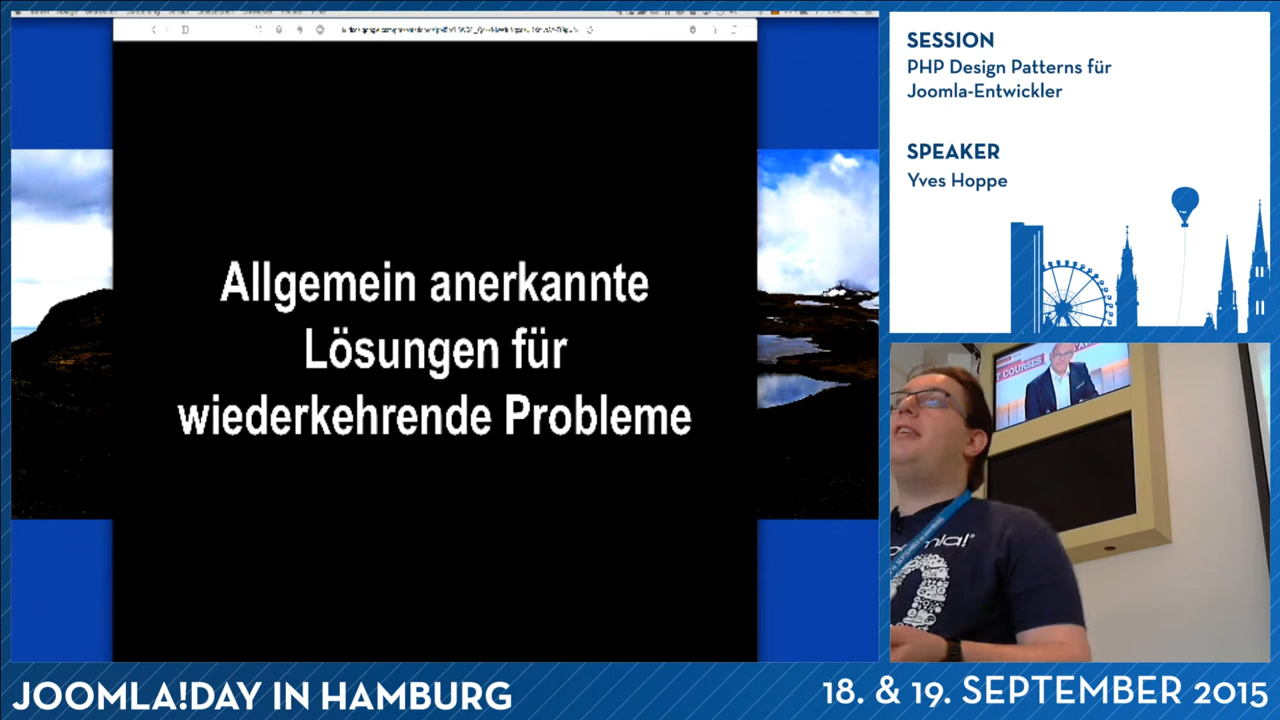 SESSION
PHP Design Patterns für
Joomla-Entwickler
SPEAKER
Yves Hoppe
Allgemein anerkannte
Lösungen für
wiederkehrende Probleme
COURSES
JOOMLA!DAY IN HAMBURG
18. & 19. SEPTEMBER 2015